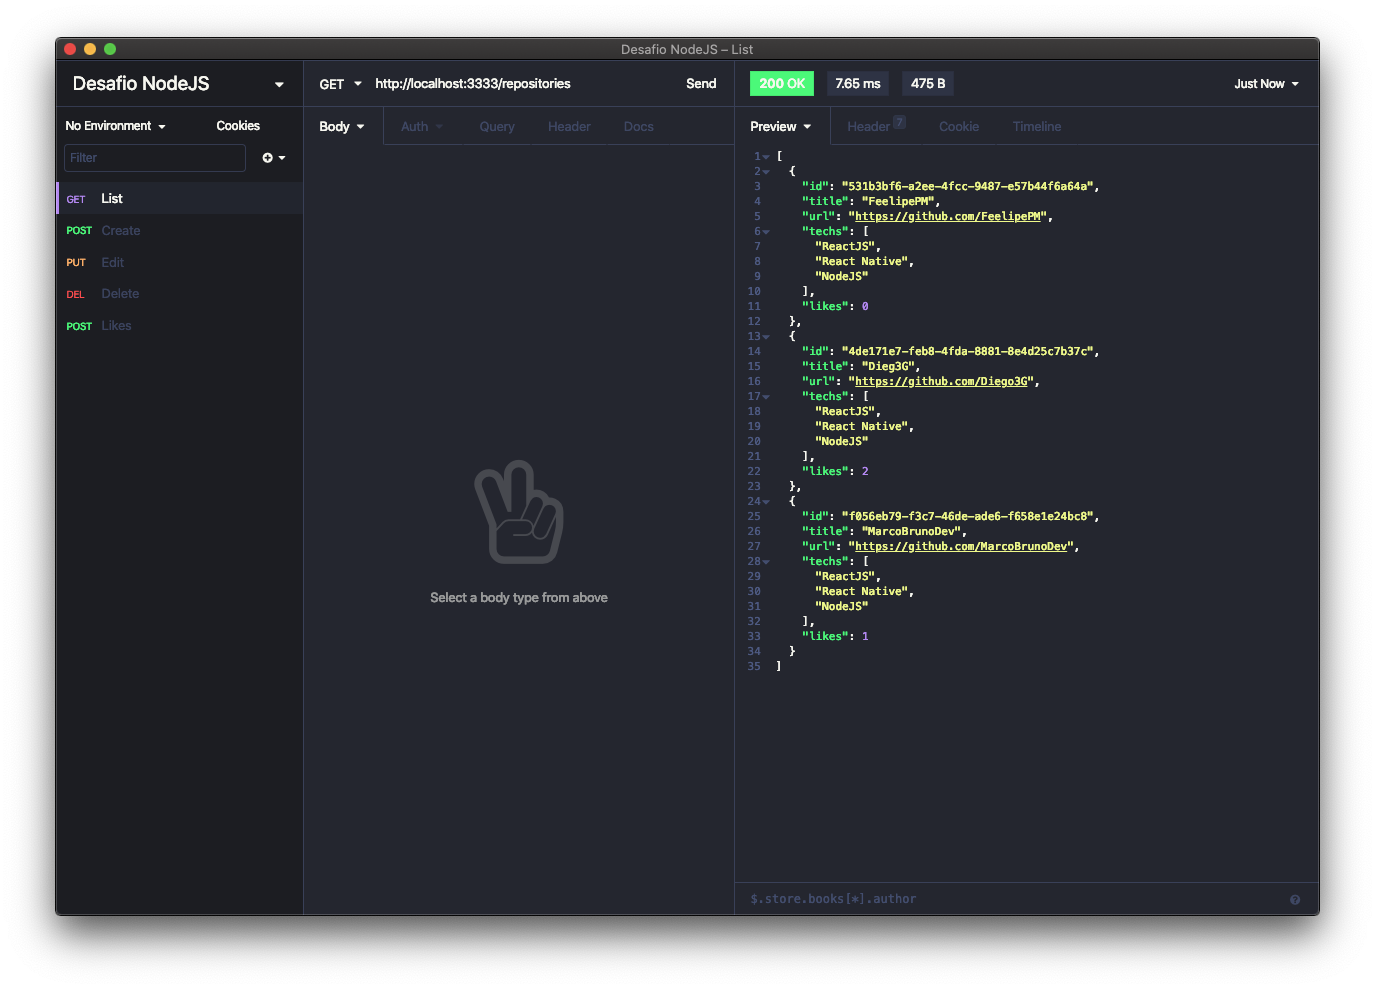 Desafio NodeJS – List
Desafio NodeJS
No Environment
Cookies
Filter
GET List
POST Create
PUT Edit
DEL Delete
POST Likes
GET http://localhost:3333/repositories Send
Body Auth Query Header Docs
Select a body type from above
200 OK 7.65 ms 475 B Just Now
Preview Header 7 Cookie Timeline
1 [
2 {
3 "id": "531b3bf6-a2ee-4fcc-9487-e57b44f6a64a",
4 "title": "FeelipePM",
5 "url": "https://github.com/FeelipePM",
6 "techs": [
7 "ReactJS",
8 "React Native",
9 "NodeJS"
10 ],
11 "likes": 0
12 },
13 {
14 "id": "4de171e7-feb8-4fda-8881-8e4d25c7b37c",
15 "title": "Dieg3G",
16 "url": "https://github.com/Diego3G",
17 "techs": [
18 "ReactJS",
19 "React Native",
20 "NodeJS"
21 ],
22 "likes": 2
23 },
24 {
25 "id": "f056eb79-f3c7-46de-ade6-f658e1e24bc8",
26 "title": "MarcoBrunoDev",
27 "url": "https://github.com/MarcoBrunoDev",
28 "techs": [
29 "ReactJS",
30 "React Native",
31 "NodeJS"
32 ],
33 "likes": 1
34 }
35 ]
$.store.books[*].author